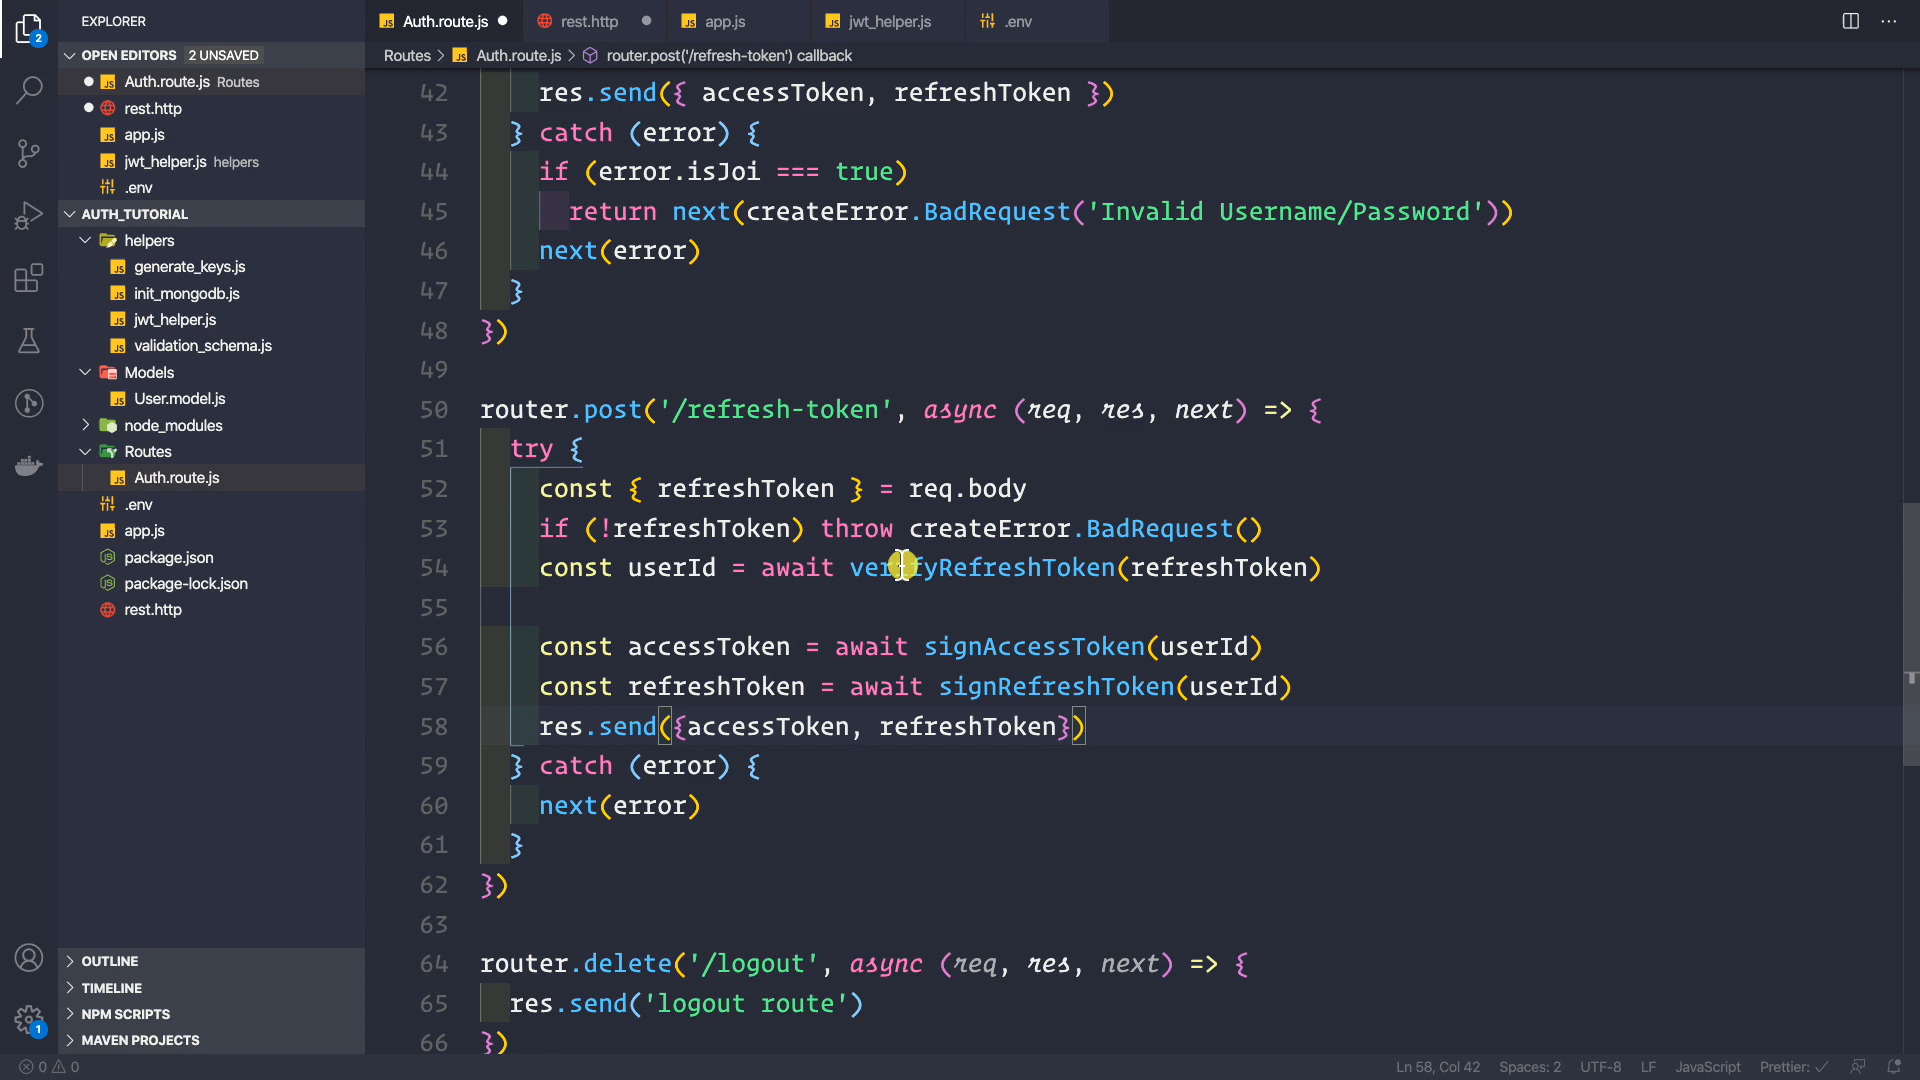 EXPLORER
OPEN EDITORS 2 UNSAVED
Auth.route.js Routes
rest.http
app.js
jwt_helper.js helpers
.env
AUTH_TUTORIAL
helpers
generate_keys.js
init_mongodb.js
jwt_helper.js
validation_schema.js
Models
User.model.js
node_modules
Routes
Auth.route.js
.env
app.js
package.json
package-lock.json
rest.http
OUTLINE
TIMELINE
NPM SCRIPTS
MAVEN PROJECTS
2
1
Auth.route.js rest.http app.js jwt_helper.js .env
Routes > Auth.route.js > router.post('/refresh-token') callback
42 res.send({ accessToken, refreshToken })
43 } catch (error) {
44 if (error.isJoi === true)
45 return next(createError.BadRequest('Invalid Username/Password'))
46 next(error)
47 }
48 })
49
50 router.post('/refresh-token', async (req, res, next) => {
51 try {
52 const { refreshToken } = req.body
53 if (!refreshToken) throw createError.BadRequest()
54 const userId = await verifyRefreshToken(refreshToken)
55
56 const accessToken = await signAccessToken(userId)
57 const refreshToken = await signRefreshToken(userId)
58 res.send({accessToken, refreshToken})
59 } catch (error) {
60 next(error)
61 }
62 })
63
64 router.delete('/logout', async (req, res, next) => {
65 res.send('logout route')
66 })
0 0 Ln 58, Col 42 Spaces: 2 UTF-8 LF JavaScript Prettier: ✓